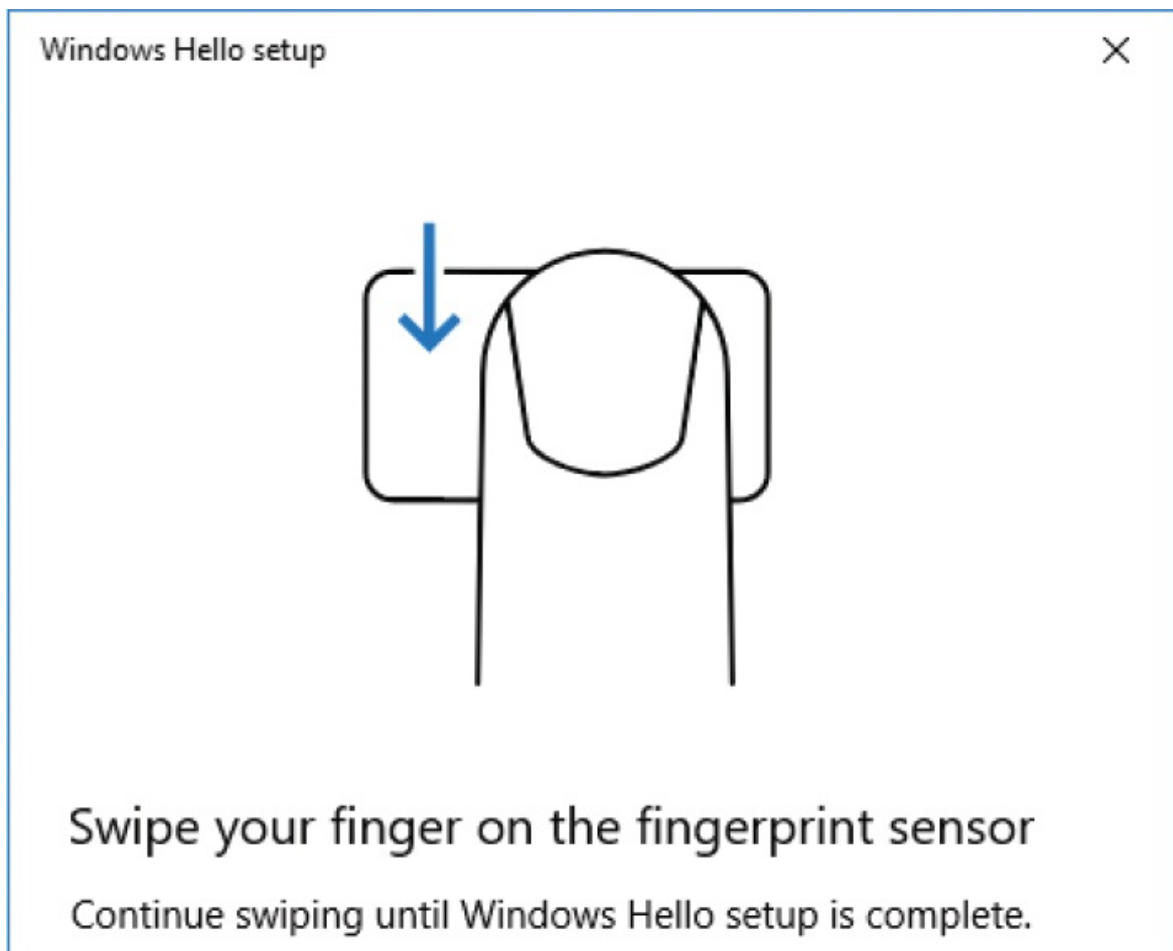 Windows Hello setup
Swipe your finger on the fingerprint sensor
Continue swiping until Windows Hello setup is complete.